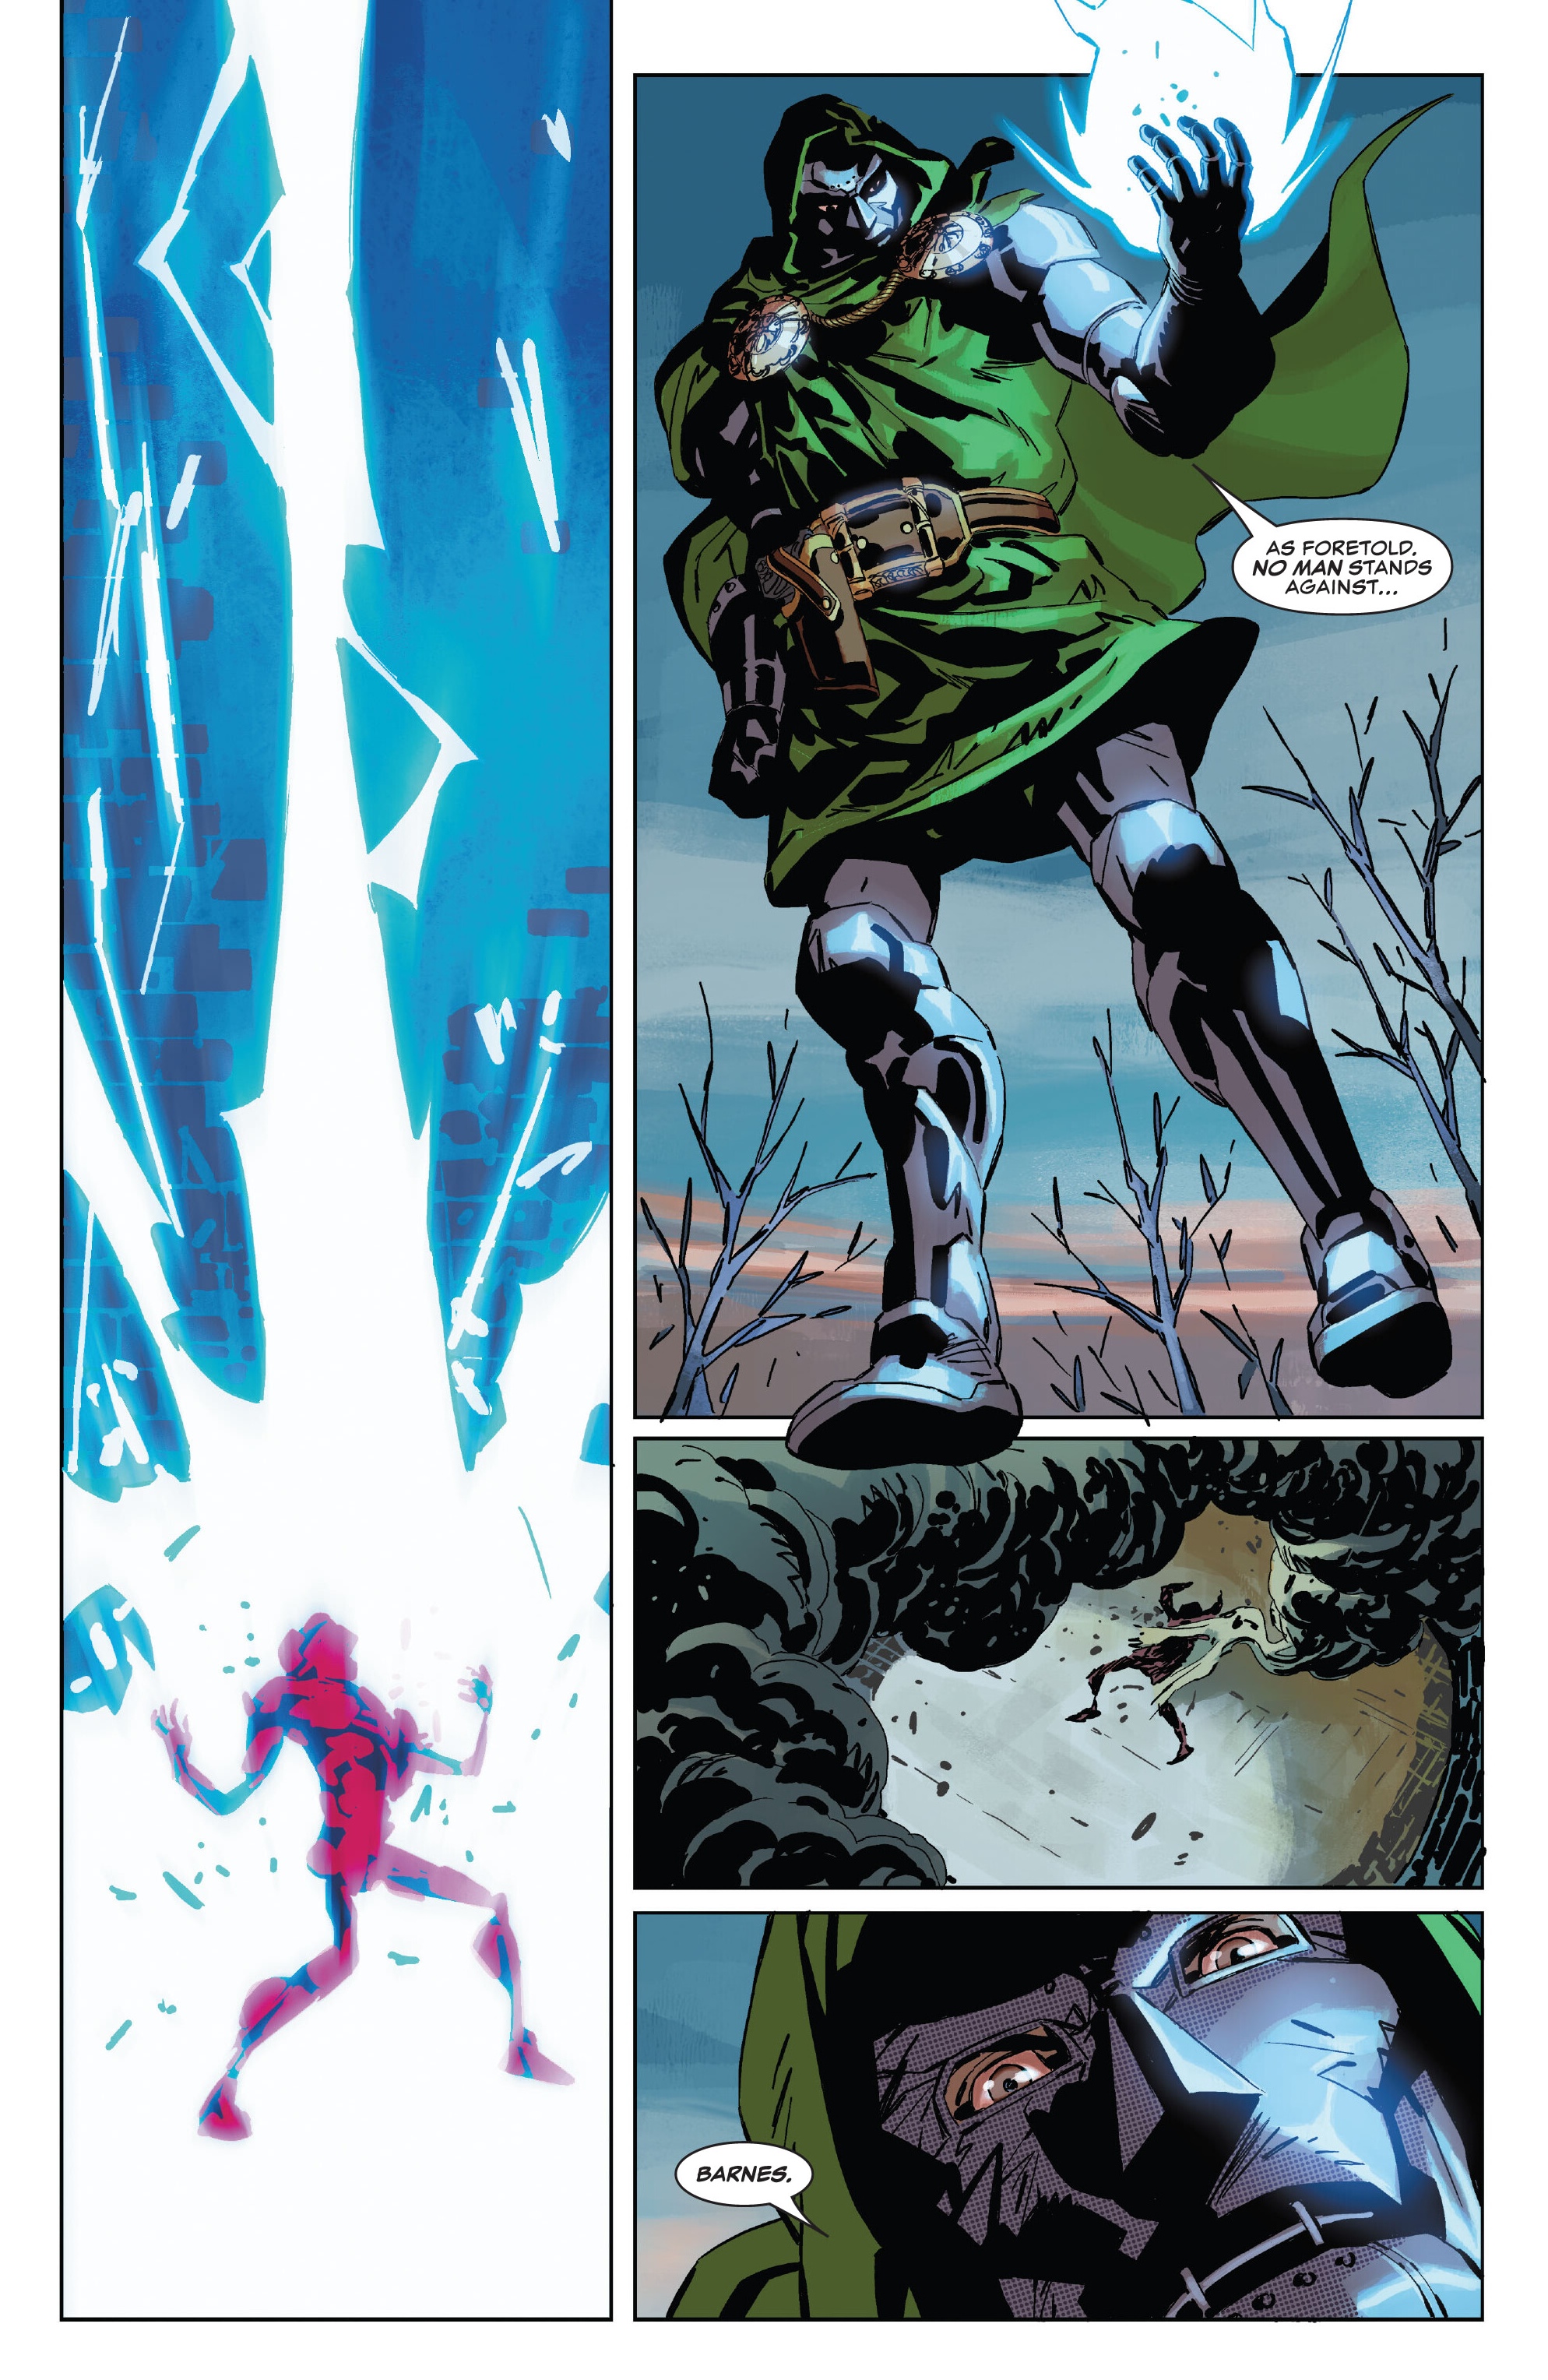 AS FORETOLD.
NO MAN STANDS
AGAINST...
BARNES.